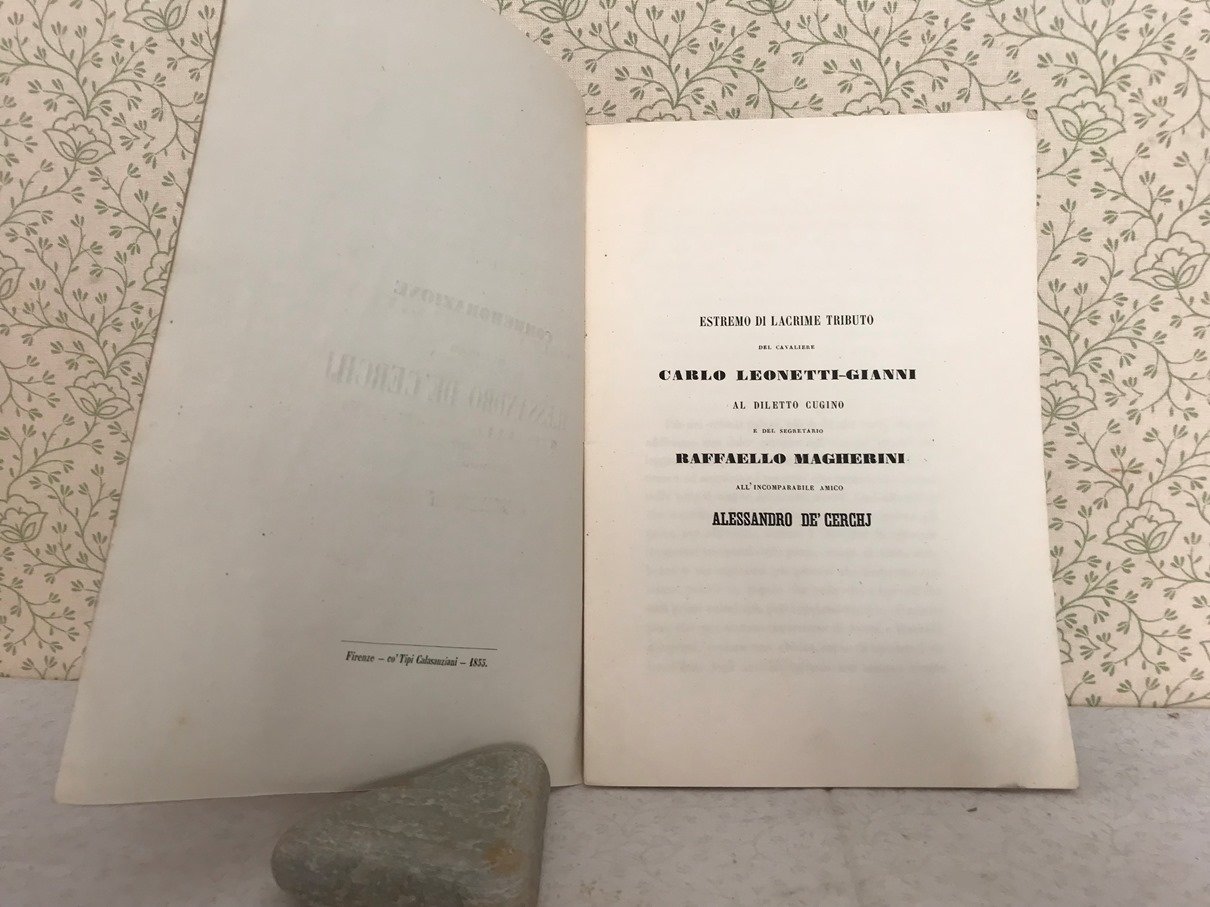 Firenze – co' Tipi Calasanziani – 1855.
ESTREMO DI LACRIME TRIBUTO
DEL CAVALIERE
CARLO LEONETTI-GIANNI
AL DILETTO CUGINO
E DEL SEGRETARIO
RAFFAELLO MAGHERINI
ALL'INCOMPARABILE AMICO
ALESSANDRO DE' CERCHJ